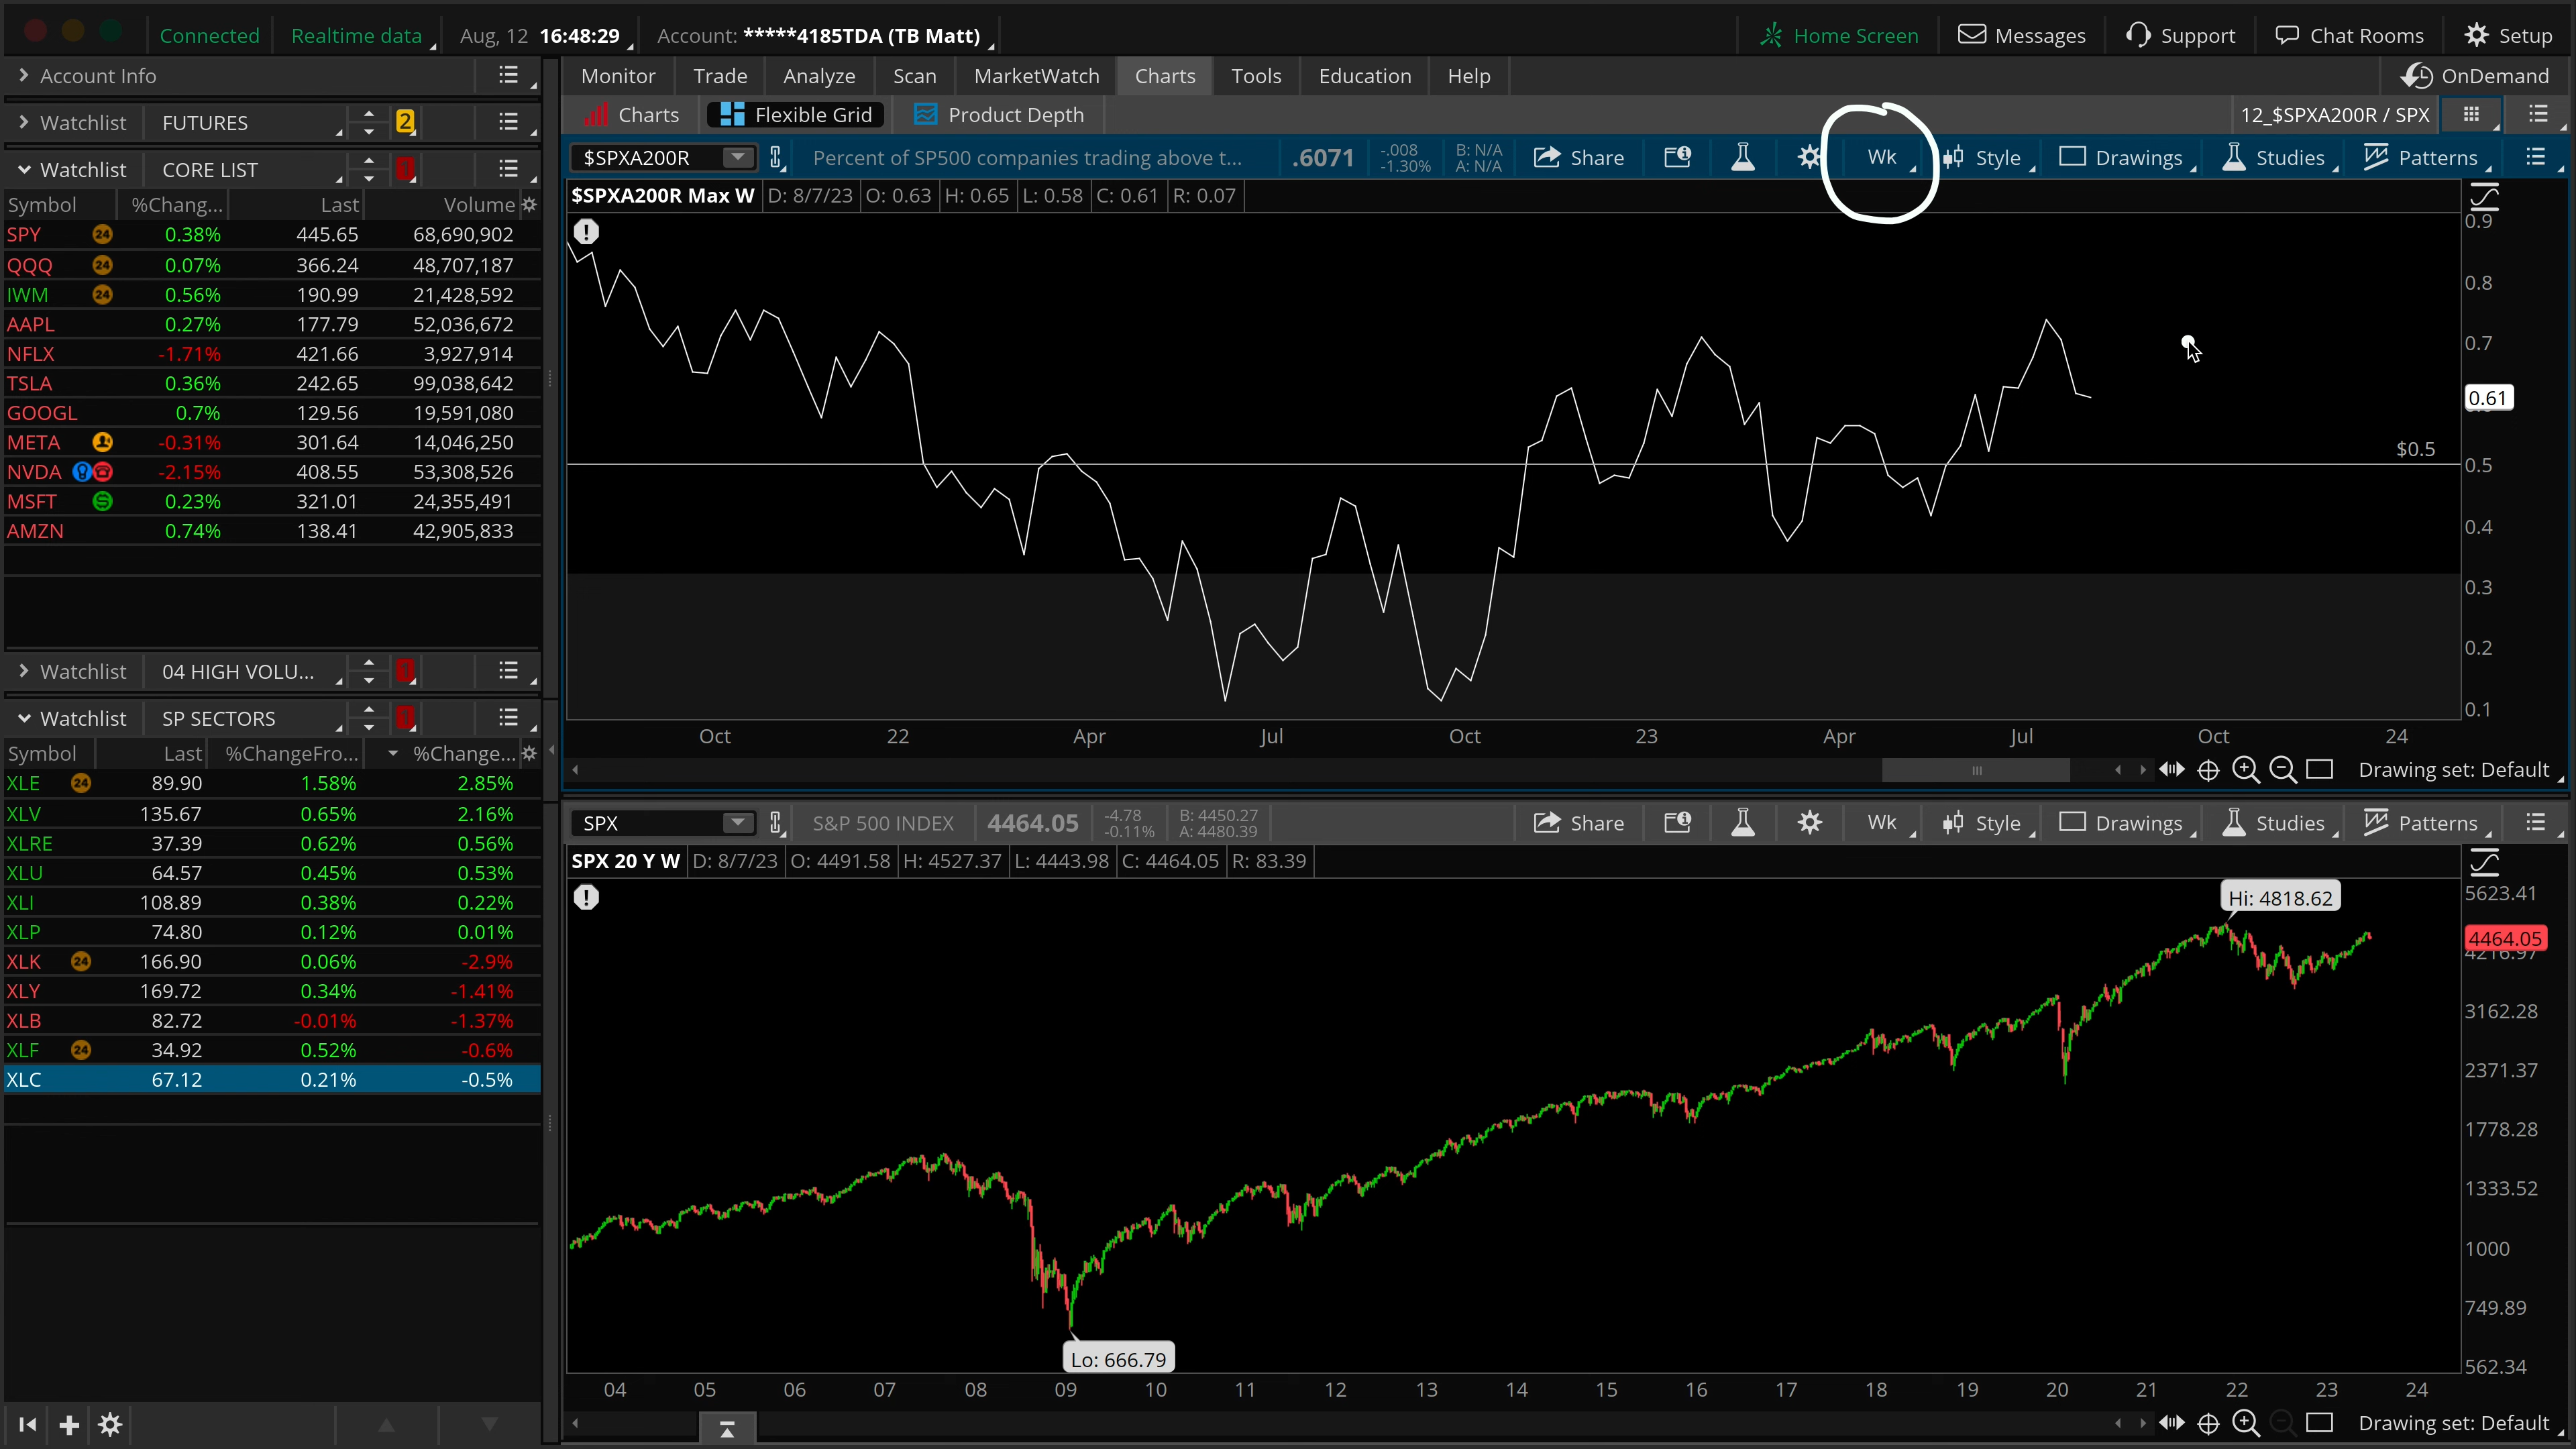 Connected Realtime data Aug, 12 16:48:29 Account: *****4185TDA (TB Matt) Home Screen Messages Support Chat Rooms Setup
Account Info
Watchlist FUTURES 2
Watchlist CORE LIST 1
Symbol %Chang... Last Volume
SPY 24 0.38% 445.65 68,690,902
QQQ 24 0.07% 366.24 48,707,187
IWM 24 0.56% 190.99 21,428,592
AAPL 0.27% 177.79 52,036,672
NFLX -1.71% 421.66 3,927,914
TSLA 0.36% 242.65 99,038,642
GOOGL 0.7% 129.56 19,591,080
META -0.31% 301.64 14,046,250
NVDA -2.15% 408.55 53,308,526
MSFT 0.23% 321.01 24,355,491
AMZN 0.74% 138.41 42,905,833
Watchlist 04 HIGH VOLU... 1
Watchlist SP SECTORS
Symbol Last %ChangeFro... %Change...
XLE 24 89.90 1.58% 2.85%
XLV 135.67 0.65% 2.16%
XLRE 37.39 0.62% 0.56%
XLU 64.57 0.45% 0.53%
XLI 108.89 0.38% 0.22%
XLP 74.80 0.12% 0.01%
XLK 24 166.90 0.06% -2.9%
XLY 169.72 0.34% -1.41%
XLB 82.72 -0.01% -1.37%
XLF 24 34.92 0.52% -0.6%
XLC 67.12 0.21% -0.5%
Monitor Trade Analyze Scan MarketWatch Charts Tools Education Help OnDemand
Charts Flexible Grid Product Depth 12_$SPXA200R / SPX
$SPXA200R Percent of SP500 companies trading above t... .6071 -.008 -1.30% B: N/A A: N/A Share Wk Style Drawings Studies Patterns
$SPXA200R Max W D: 8/7/23 O: 0.63 H: 0.65 L: 0.58 C: 0.61 R: 0.07
0.9
0.8
0.7
0.61
$0.5
0.5
0.4
0.3
0.2
0.1
Oct 22 Apr Jul Oct 23 Apr Jul Oct 24
Drawing set: Default
SPX S&P 500 INDEX 4464.05 -4.78 -0.11% B: 4450.27 A: 4480.39 Share Wk Style Drawings Studies Patterns
SPX 20 Y W D: 8/7/23 O: 4491.58 H: 4527.37 L: 4443.98 C: 4464.05 R: 83.39
Hi: 4818.62
5623.41
4464.05
4216.97
3162.28
2371.37
1778.28
1333.52
1000
749.89
Lo: 666.79
562.34
04 05 06 07 08 09 10 11 12 13 14 15 16 17 18 19 20 21 22 23 24
Drawing set: Default